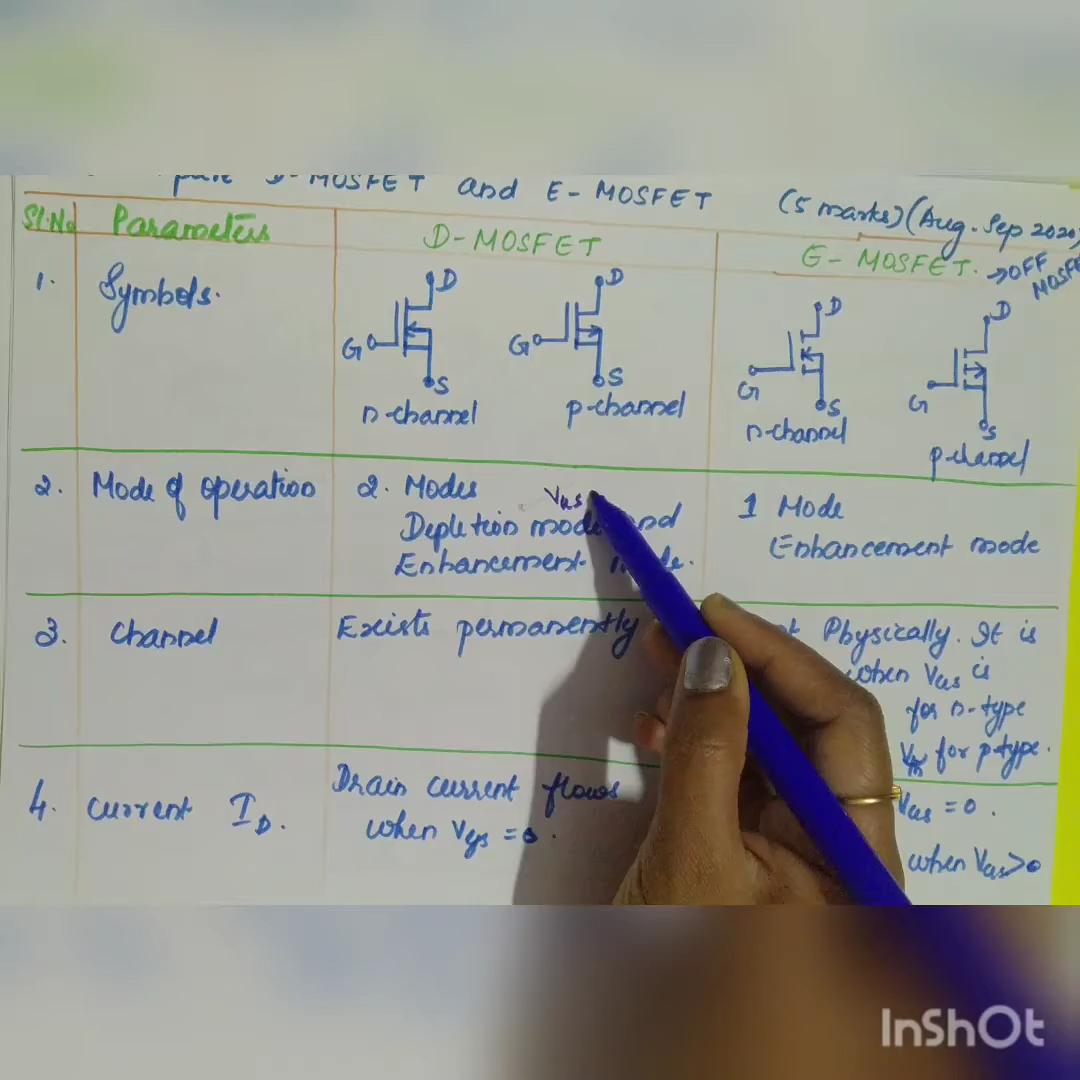 D-MOSFET and E-MOSFET (5 marks) (Aug. Sep 2020)
Sl.No Parameters D-MOSFET E-MOSFET. →OFF
MOSFE
1. Symbols.
D D D D
G G G G
S S S S
n-channel p-channel n-channel p-channel
2. Mode of operation 2. Modes VGS 1 Mode
Depletion mode and Enhancement mode
Enhancement
3. Channel Exists permanently Physically. It is
when VGS is
for n-type
for p-type.
4. Current ID. Drain current flows VGS = 0.
when Vgs = 0. when VGS>0
InShOt